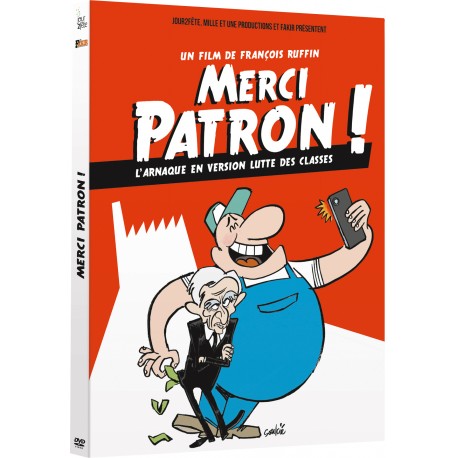 JOUR2FÊTE, MILLE ET UNE PRODUCTIONS ET FAKIR PRÉSENTENT
UN FILM DE FRANÇOIS RUFFIN
MERCI
PATRON !
L'ARNAQUE EN VERSION LUTTE DES CLASSES
MERCI PATRON !
DVD